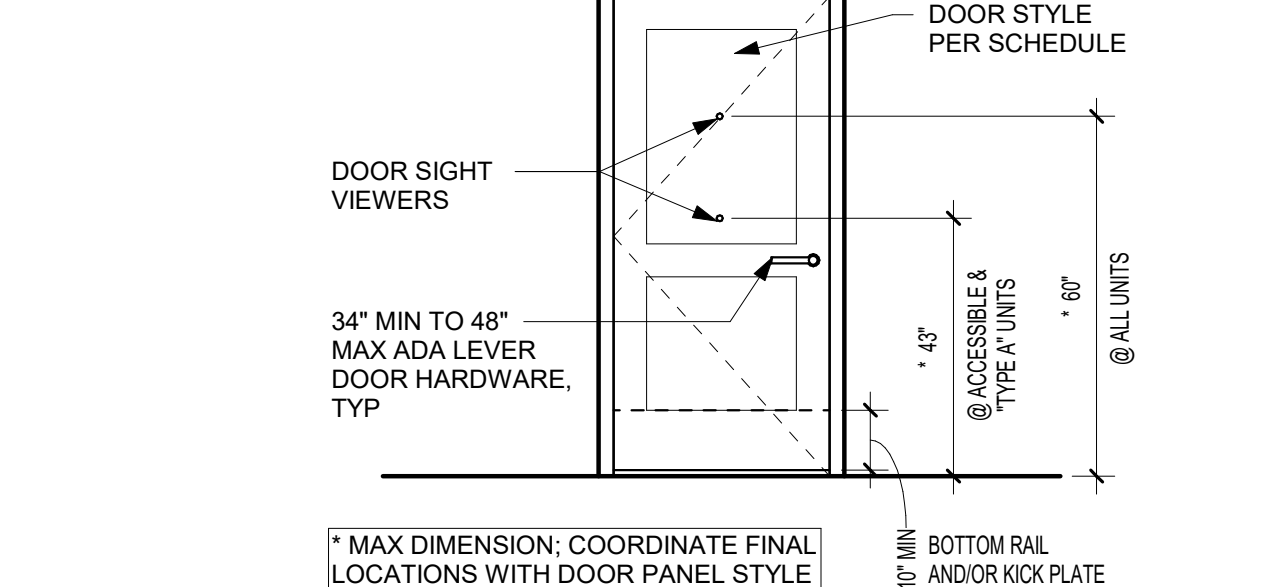 DOOR STYLE
PER SCHEDULE
DOOR SIGHT
VIEWERS
34" MIN TO 48"
MAX ADA LEVER
DOOR HARDWARE,
TYP
* 43"
@ ACCESSIBLE &
"TYPE A" UNITS
* 60"
@ ALL UNITS
* MAX DIMENSION; COORDINATE FINAL
LOCATIONS WITH DOOR PANEL STYLE
10" MIN
BOTTOM RAIL
AND/OR KICK PLATE